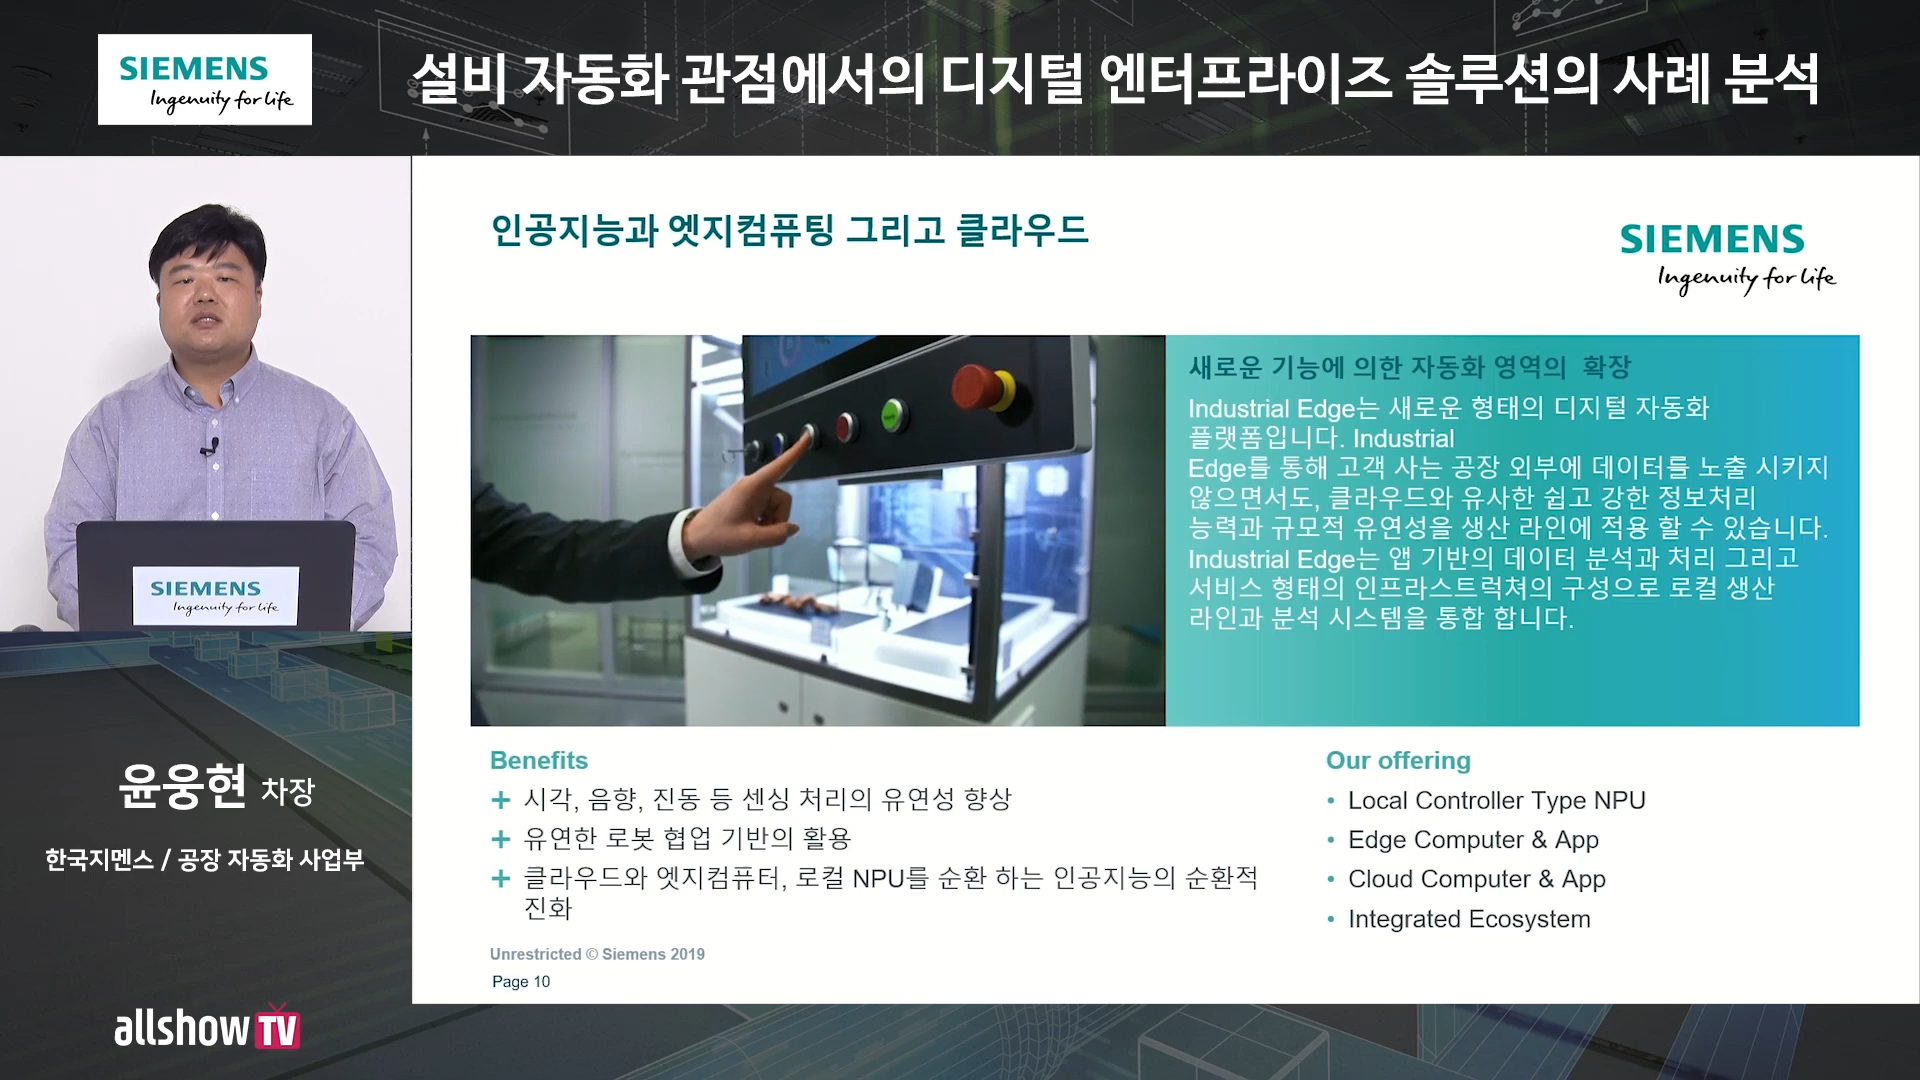 SIEMENS
Ingenuity for life
설비 자동화 관점에서의 디지털 엔터프라이즈 솔루션의 사례 분석
인공지능과 엣지컴퓨팅 그리고 클라우드
SIEMENS
Ingenuity for life
새로운 기능에 의한 자동화 영역의 확장
Industrial Edge는 새로운 형태의 디지털 자동화
플랫폼입니다. Industrial
Edge를 통해 고객 사는 공장 외부에 데이터를 노출 시키지
않으면서도, 클라우드와 유사한 쉽고 강한 정보처리
능력과 규모적 유연성을 생산 라인에 적용 할 수 있습니다.
Industrial Edge는 앱 기반의 데이터 분석과 처리 그리고
서비스 형태의 인프라스트럭쳐의 구성으로 로컬 생산
라인과 분석 시스템을 통합 합니다.
SIEMENS
Ingenuity for life
Benefits
+ 시각, 음향, 진동 등 센싱 처리의 유연성 향상
+ 유연한 로봇 협업 기반의 활용
+ 클라우드와 엣지컴퓨터, 로컬 NPU를 순환 하는 인공지능의 순환적
진화
Our offering
• Local Controller Type NPU
• Edge Computer & App
• Cloud Computer & App
• Integrated Ecosystem
Unrestricted © Siemens 2019
Page 10
윤웅현 차장
한국지멘스 / 공장 자동화 사업부
allshow TV